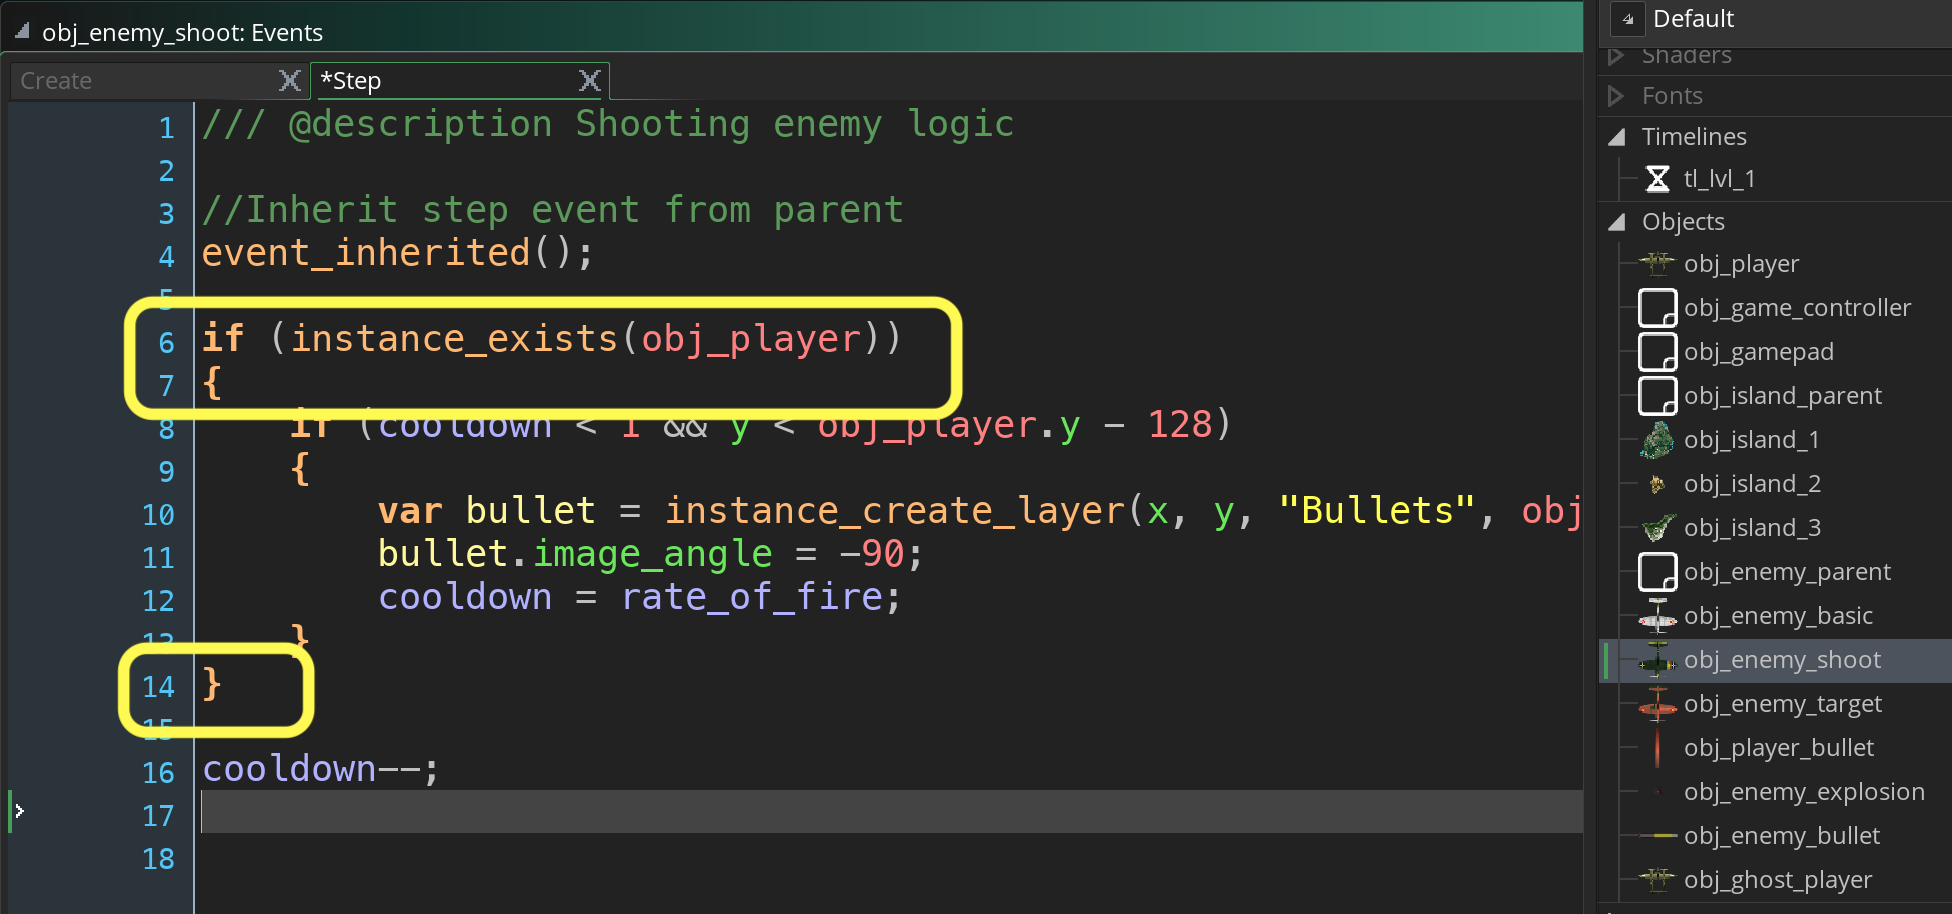 obj_enemy_shoot: Events
Create
*Step
1 /// @description Shooting enemy logic
2
3 //Inherit step event from parent
4 event_inherited();
5
6 if (instance_exists(obj_player))
7 {
8 if (cooldown < 1 && y < obj_player.y - 128)
9 {
10 var bullet = instance_create_layer(x, y, "Bullets", obj
11 bullet.image_angle = -90;
12 cooldown = rate_of_fire;
13 }
14 }
15
16 cooldown--;
17
18
Default
Shaders
Fonts
Timelines
tl_lvl_1
Objects
obj_player
obj_game_controller
obj_gamepad
obj_island_parent
obj_island_1
obj_island_2
obj_island_3
obj_enemy_parent
obj_enemy_basic
obj_enemy_shoot
obj_enemy_target
obj_player_bullet
obj_enemy_explosion
obj_enemy_bullet
obj_ghost_player